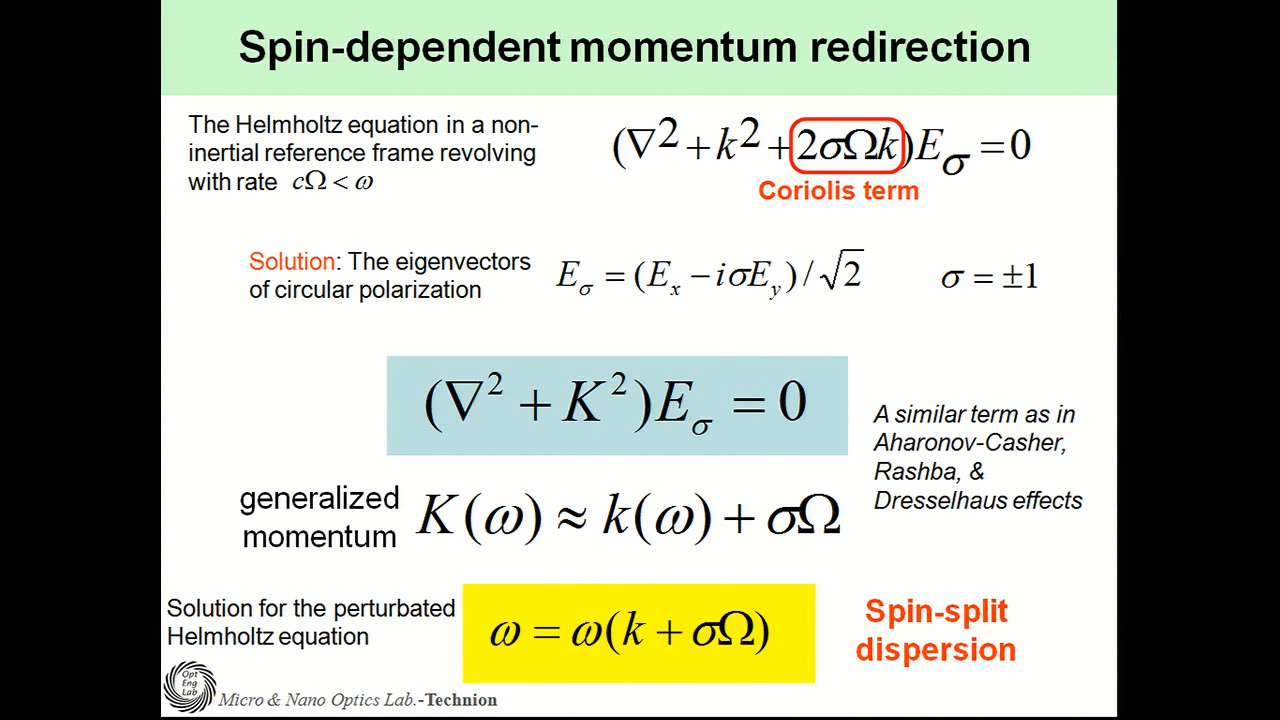 Spin-dependent momentum redirection
The Helmholtz equation in a non-
inertial reference frame revolving
with rate cΩ < ω
(∇² + k² + 2σΩk)E_σ = 0
Coriolis term
Solution: The eigenvectors
of circular polarization
E_σ = (E_x − iσE_y) / √2
σ = ±1
(∇² + K²)E_σ = 0
A similar term as in
Aharonov-Casher,
Rashba, &
Dresselhaus effects
generalized
momentum
K(ω) ≈ k(ω) + σΩ
Solution for the perturbated
Helmholtz equation
ω = ω(k + σΩ)
Spin-split
dispersion
Opt
Eng
Lab
Micro & Nano Optics Lab.-Technion